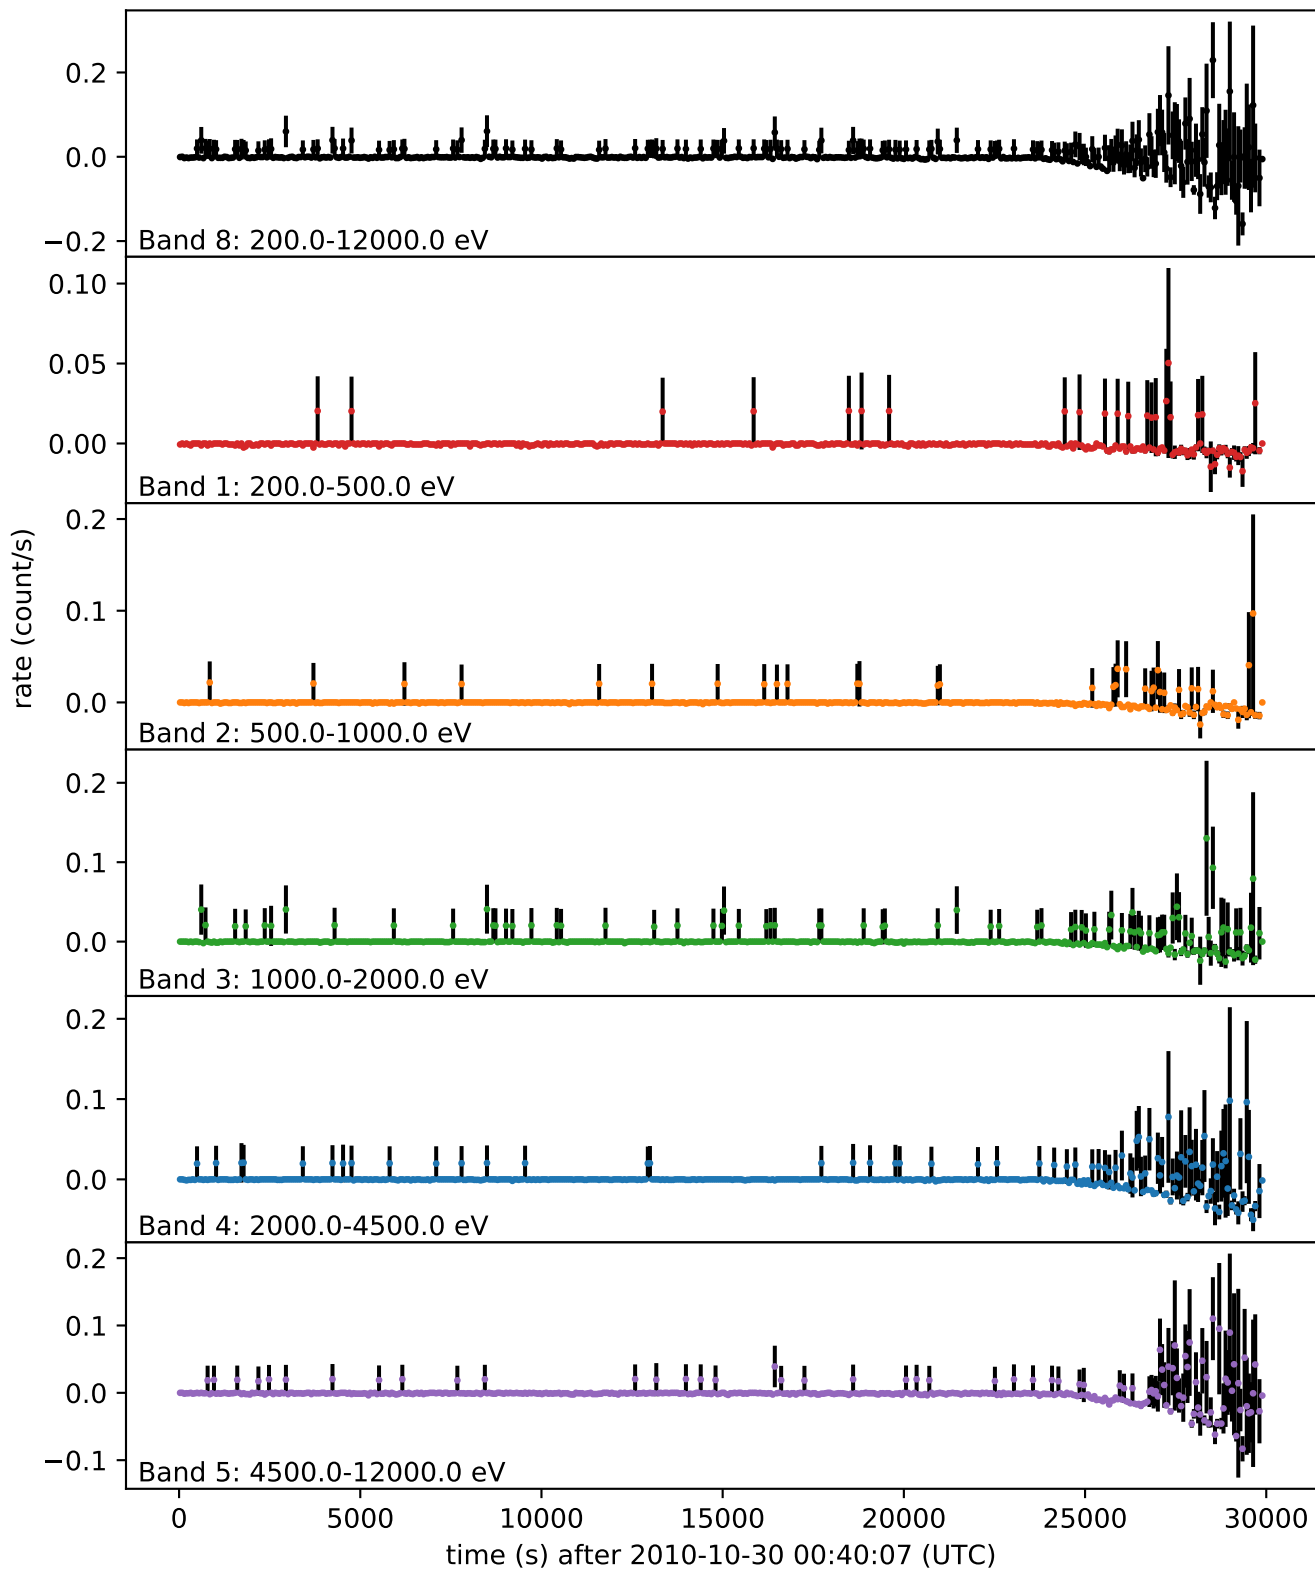 0.2
0.0
−0.2
Band 8: 200.0-12000.0 eV
0.10
0.05
0.00
Band 1: 200.0-500.0 eV
0.2
0.1
0.0
Band 2: 500.0-1000.0 eV
rate (count/s)
0.2
0.1
0.0
Band 3: 1000.0-2000.0 eV
0.2
0.1
0.0
Band 4: 2000.0-4500.0 eV
0.2
0.1
0.0
−0.1
Band 5: 4500.0-12000.0 eV
0 5000 10000 15000 20000 25000 30000
time (s) after 2010-10-30 00:40:07 (UTC)